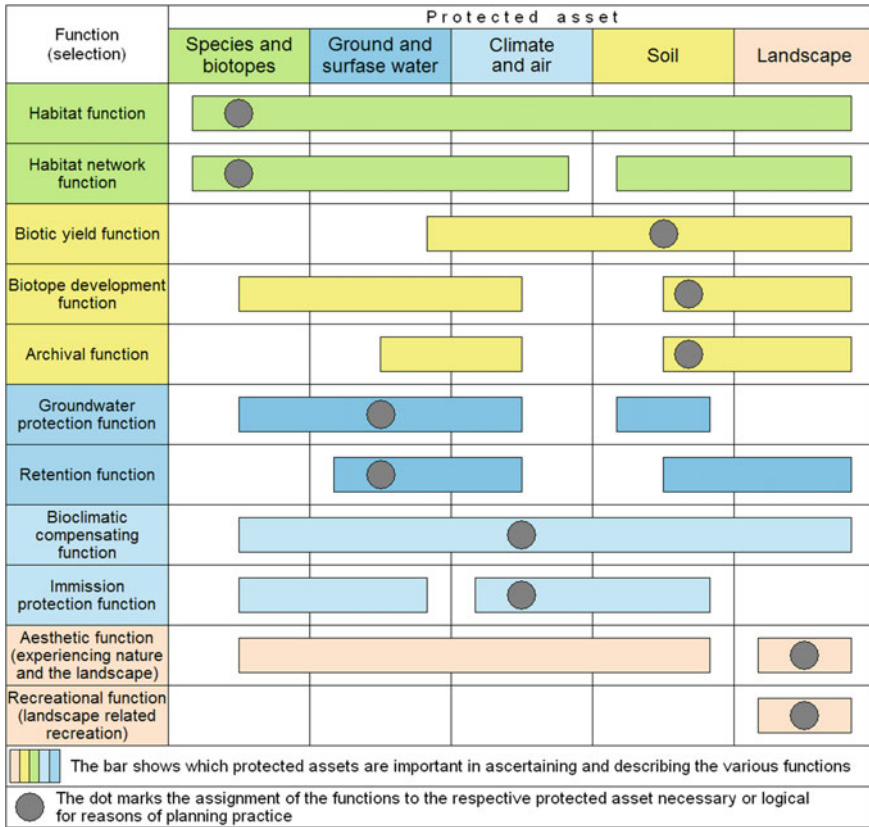 Protected asset
Function
(selection)
Species and
biotopes
Ground and
surfase water
Climate
and air
Soil
Landscape
Habitat function
Habitat network
function
Biotic yield function
Biotope development
function
Archival function
Groundwater
protection function
Retention function
Bioclimatic
compensating
function
Immission
protection function
Aesthetic function
(experiencing nature
and the landscape)
Recreational function
(landscape related
recreation)
The bar shows which protected assets are important in ascertaining and describing the various functions
The dot marks the assignment of the functions to the respective protected asset necessary or logical
for reasons of planning practice